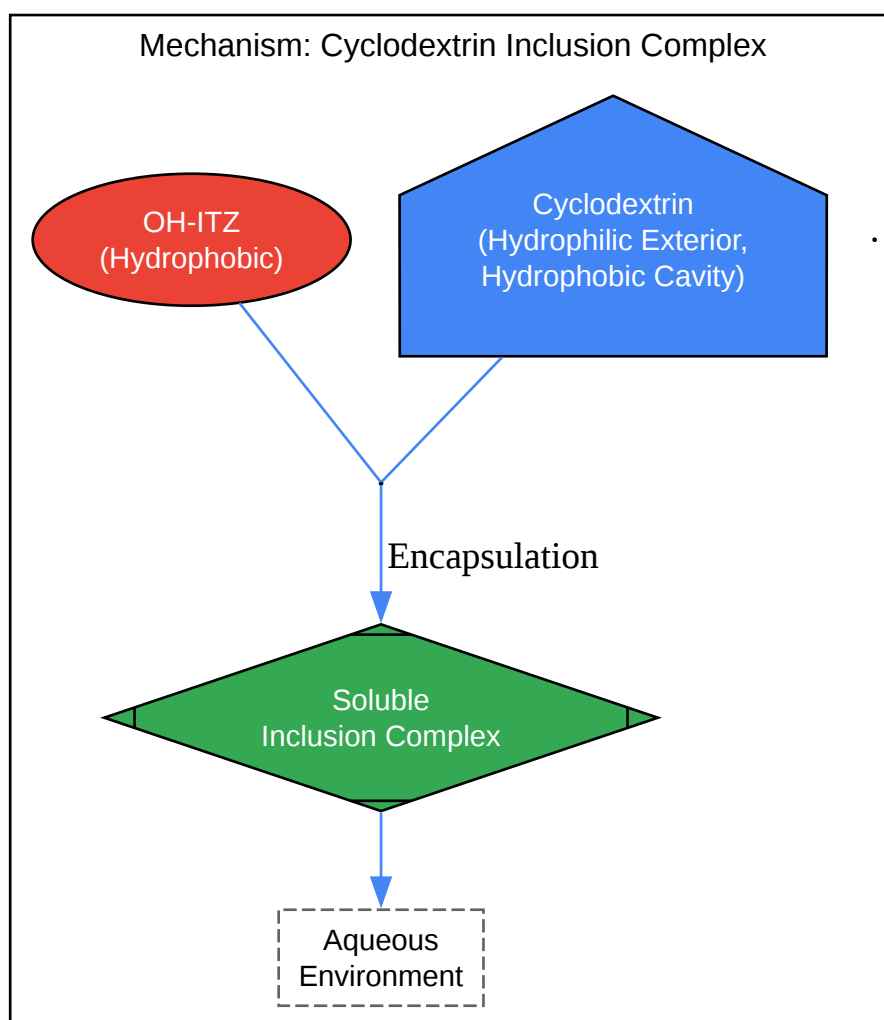 Mechanism: Cyclodextrin Inclusion Complex
OH-ITZ
(Hydrophobic)
Cyclodextrin
(Hydrophilic Exterior,
Hydrophobic Cavity)
.
Encapsulation
Soluble
Inclusion Complex
Aqueous
Environment